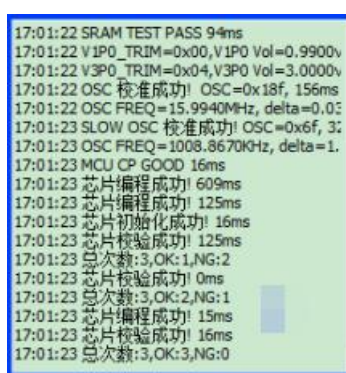 17:01:22 SRAM TEST PASS 94ms
17:01:22 V1P0_TRIM=0x00,V1P0 Vol=0.9900v
17:01:22 V3P0_TRIM=0x04,V3P0 Vol=3.0000v
17:01:22 OSC 校准成功! OSC=0x18f, 156ms
17:01:22 OSC FREQ=15.9940MHz, delta=0.03
17:01:23 SLOW OSC 校准成功! OSC=0x6f, 32
17:01:23 OSC FREQ=1008.8670KHz, delta=1.
17:01:23 MCU CP GOOD 16ms
17:01:23 芯片编程成功! 609ms
17:01:23 芯片编程成功! 125ms
17:01:23 芯片初始化成功! 16ms
17:01:23 芯片校验成功! 125ms
17:01:23 总次数:3,OK:1,NG:2
17:01:23 芯片校验成功! 0ms
17:01:23 总次数:3,OK:2,NG:1
17:01:23 芯片编程成功! 15ms
17:01:23 芯片校验成功! 16ms
17:01:23 总次数:3,OK:3,NG:0